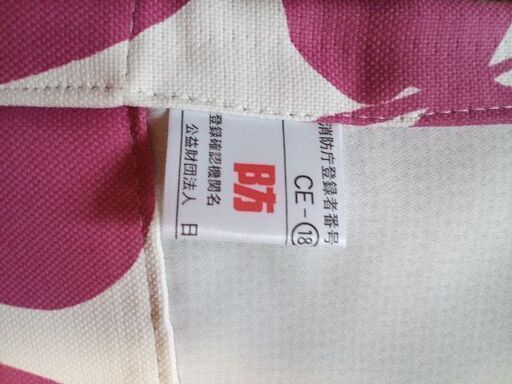 消防庁登録者番号
CE-⑱
防
登録確認機関名
公益財団法人 日